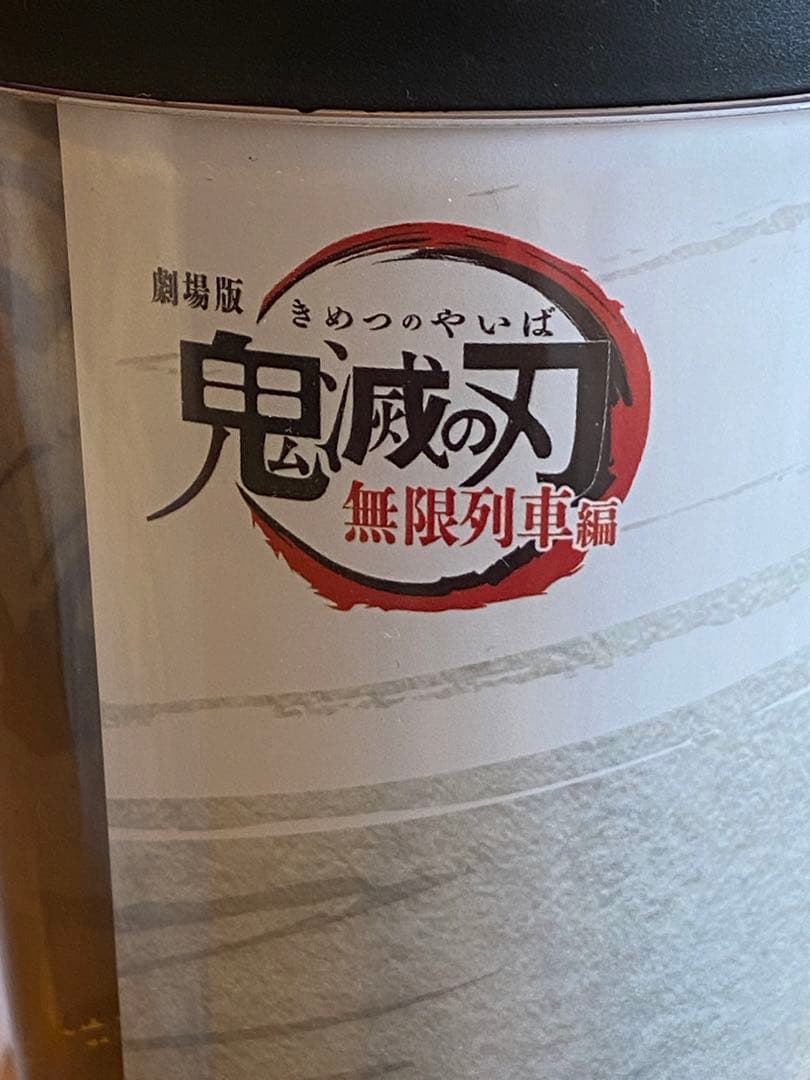 劇場版
きめつのやいば
鬼滅の刃
無限列車編